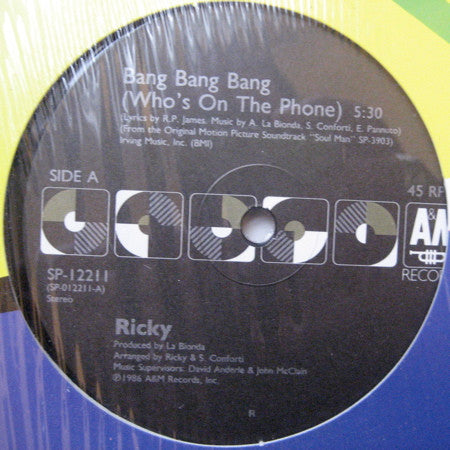 Bang Bang Bang
(Who's On The Phone) 5:30
(Lyrics by R.P. James. Music by A. La Bionda, S. Conforti, E. Pannuto)
(From the Original Motion Picture Soundtrack "Soul Man" SP-3903)
Irving Music, Inc. (BMI)
SIDE A
45 RP
&
AM
RECOR
SP-12211
(SP-012211-A)
Stereo
Ricky
Produced by La Bionda
Arranged by Ricky & S. Conforti
Music Supervisors: David Anderle & John McClain
℗1986 A&M Records, Inc.
R